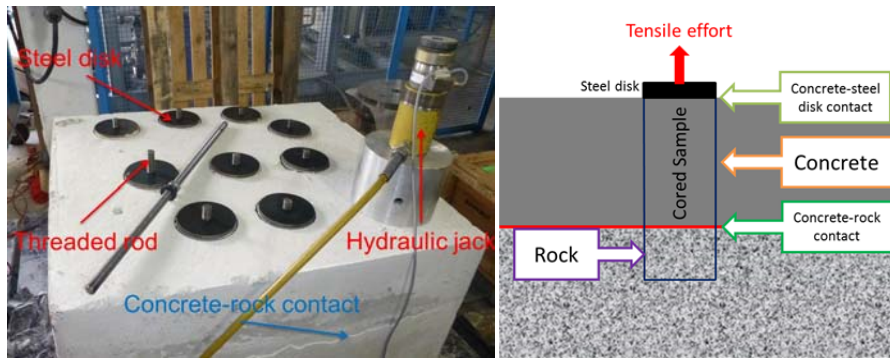 Steel disk
Threaded rod
Hydraulic jack
Concrete-rock contact
Tensile effort
Steel disk
Concrete-steel
disk contact
Cored Sample
Concrete
Concrete-rock
contact
Rock